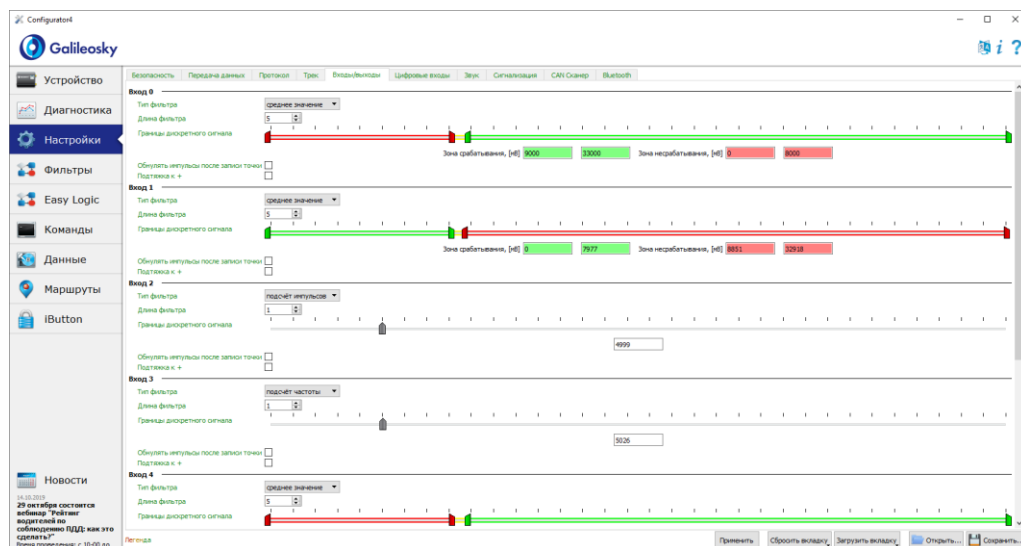 Configurator4
Galileosky
Устройство
Диагностика
Настройки
Фильтры
Easy Logic
Команды
Данные
Маршруты
iButton
Новости
14.10.2019
29 октября состоится
вебинар "Рейтинг
водителей по
соблюдению ПДД: как это
сделать?"
Время проведения: с 10:00 до
Безопасность Передача данных Протокол Трек Входы/выходы Цифровые входы Звук Сигнализация CAN Сканер Bluetooth
Вход 0
Тип фильтра среднее значение
Длина фильтра 5
Границы дискретного сигнала
Зона срабатывания, [мВ] 9000 33000 Зона несрабатывания, [мВ] 0 8000
Обнулять импульсы после записи точки
Подтяжка к +
Вход 1
Тип фильтра среднее значение
Длина фильтра 5
Границы дискретного сигнала
Зона срабатывания, [мВ] 0 7977 Зона несрабатывания, [мВ] 8851 32918
Обнулять импульсы после записи точки
Подтяжка к +
Вход 2
Тип фильтра подсчёт импульсов
Длина фильтра 1
Границы дискретного сигнала
4999
Обнулять импульсы после записи точки
Подтяжка к +
Вход 3
Тип фильтра подсчёт частоты
Длина фильтра 1
Границы дискретного сигнала
5026
Обнулять импульсы после записи точки
Подтяжка к +
Вход 4
Тип фильтра среднее значение
Длина фильтра 5
Границы дискретного сигнала
Легенда Применить Сбросить вкладку Загрузить вкладку Открыть... Сохранить...